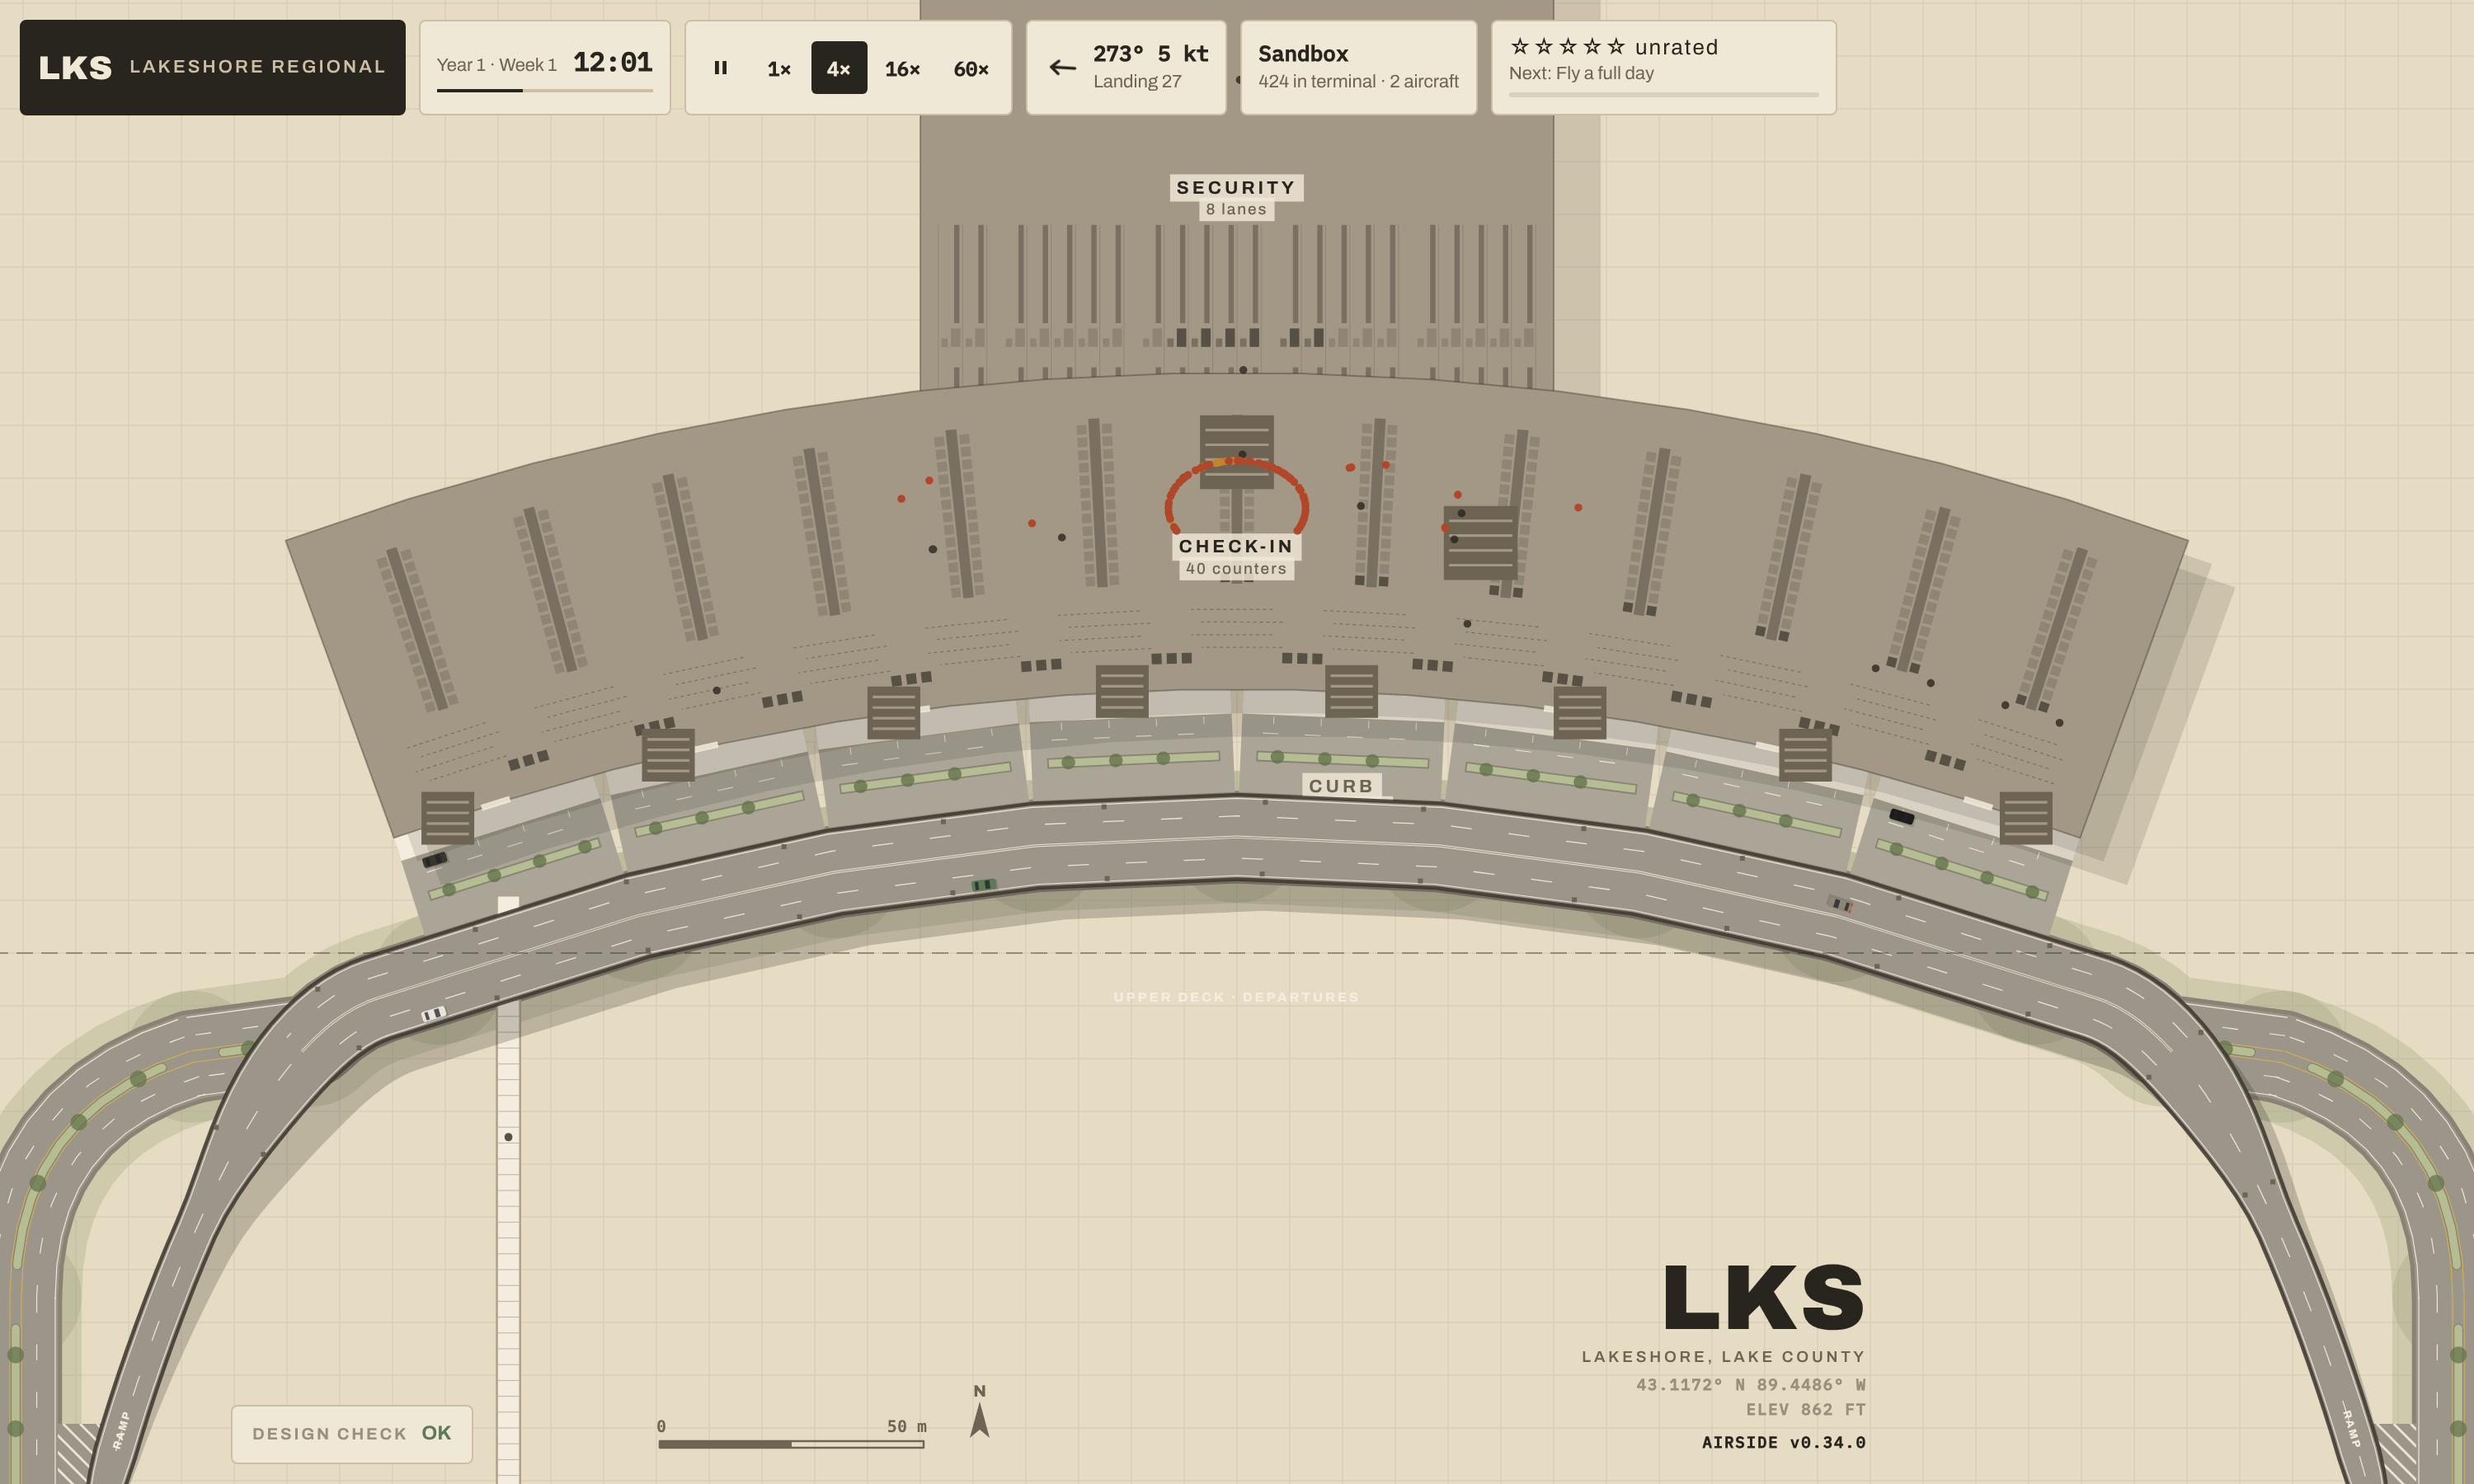 LKS LAKESHORE REGIONAL
Year 1 · Week 1 12:01
1× 4× 16× 60×
273° 5 kt
Landing 27
Sandbox
424 in terminal · 2 aircraft
☆☆☆☆☆ unrated
Next: Fly a full day
SECURITY
8 lanes
CHECK-IN
40 counters
CURB
UPPER DECK · DEPARTURES
RAMP
RAMP
DESIGN CHECK OK
0 50 m
N
LKS
LAKESHORE, LAKE COUNTY
43.1172° N 89.4486° W
ELEV 862 FT
AIRSIDE v0.34.0